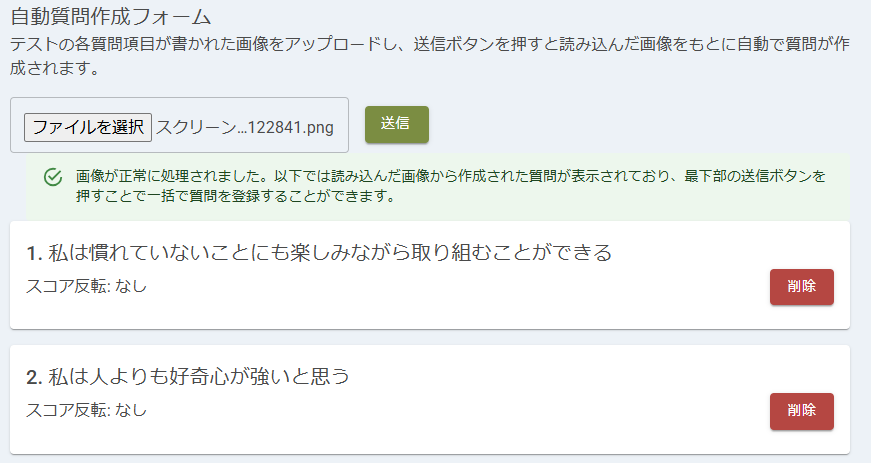 自動質問作成フォーム
テストの各質問項目が書かれた画像をアップロードし、送信ボタンを押すと読み込んだ画像をもとに自動で質問が作
成されます。
ファイルを選択 スクリーン...122841.png 送信
画像が正常に処理されました。以下では読み込んだ画像から作成された質問が表示されており、最下部の送信ボタンを
押すことで一括で質問を登録することができます。
1. 私は慣れていないことにも楽しみながら取り組むことができる
スコア反転: なし
削除
2. 私は人よりも好奇心が強いと思う
スコア反転: なし
削除